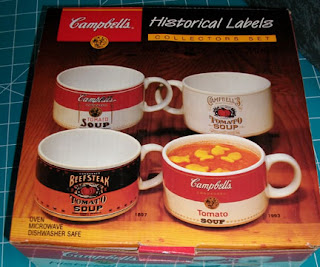 Campbell's
Historical Labels
COLLECTORS SET
Campbell's
Tomato
SOUP
CAMPBELL'S
TOMATO
SOUP
BEEFSTEAK
TOMATO
SOUP
1897
Campbell's
Tomato
SOUP
OVEN
MICROWAVE
DISHWASHER SAFE